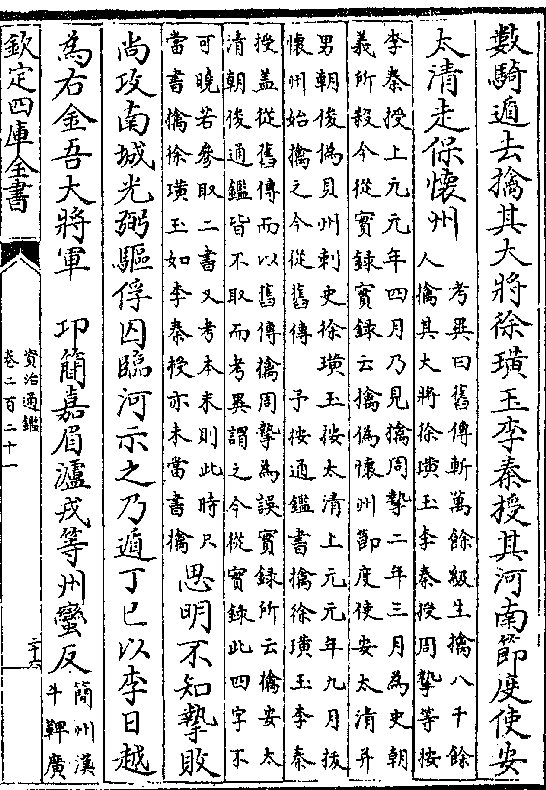 數騎遁去擒其大將徐璜玉李秦授其河南節度使安
太清走保懷州
考異曰舊傳斬萬餘級生擒八千餘
人擒其大將徐璜玉李秦授周摯等按
李秦授上元元年四月乃見擒周摯二年三月為史朝
義所殺今從實録實録云擒偽懷州節度使安太清并
男朝俊偽貝州刺史徐璜玉按太清上元元年九月拔
懷州始擒之今從舊傳 予按通鑑書擒徐璜玉李秦
授盖從舊傳而以舊傳擒周摯為誤實録所云擒安太
清朝俊通鑑皆不取而考異謂之今從實録此四字不
可曉若參取二書又考本末則此時只
當書擒徐璜玉如李秦授亦未當書擒
思明不知摯敗
尚攻南城光弼驅俘囚臨河示之乃遁丁巳以李日越
為右金吾大將軍 卭簡嘉眉瀘戎等州蠻反
簡州漢
牛鞞廣
欽定四庫全書
資治通鑑
卷二百二十一
二十六